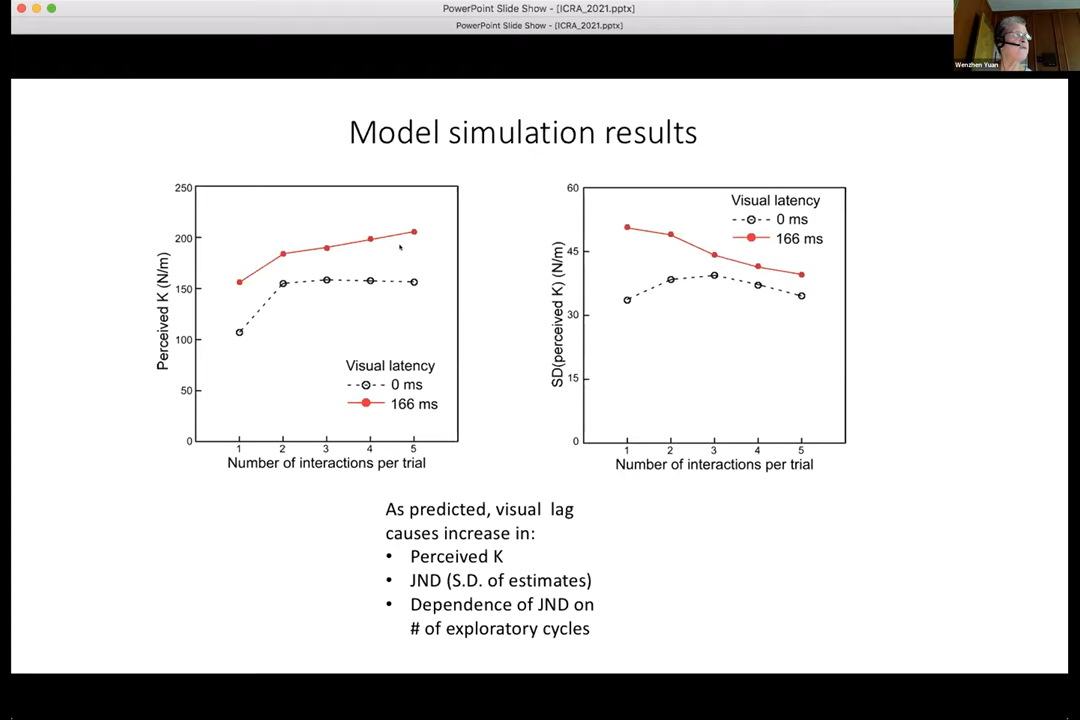 PowerPoint Slide Show - [ICRA_2021.pptx]
PowerPoint Slide Show - [ICRA_2021.pptx]
Wenzhen Yuan
Model simulation results
250
200
150
100
50
0
Perceived K (N/m)
Visual latency
0 ms
166 ms
1 2 3 4 5
Number of interactions per trial
60
45
30
15
0
SD(perceived K) (N/m)
Visual latency
0 ms
166 ms
1 2 3 4 5
Number of interactions per trial
As predicted, visual lag
causes increase in:
• Perceived K
• JND (S.D. of estimates)
• Dependence of JND on
# of exploratory cycles